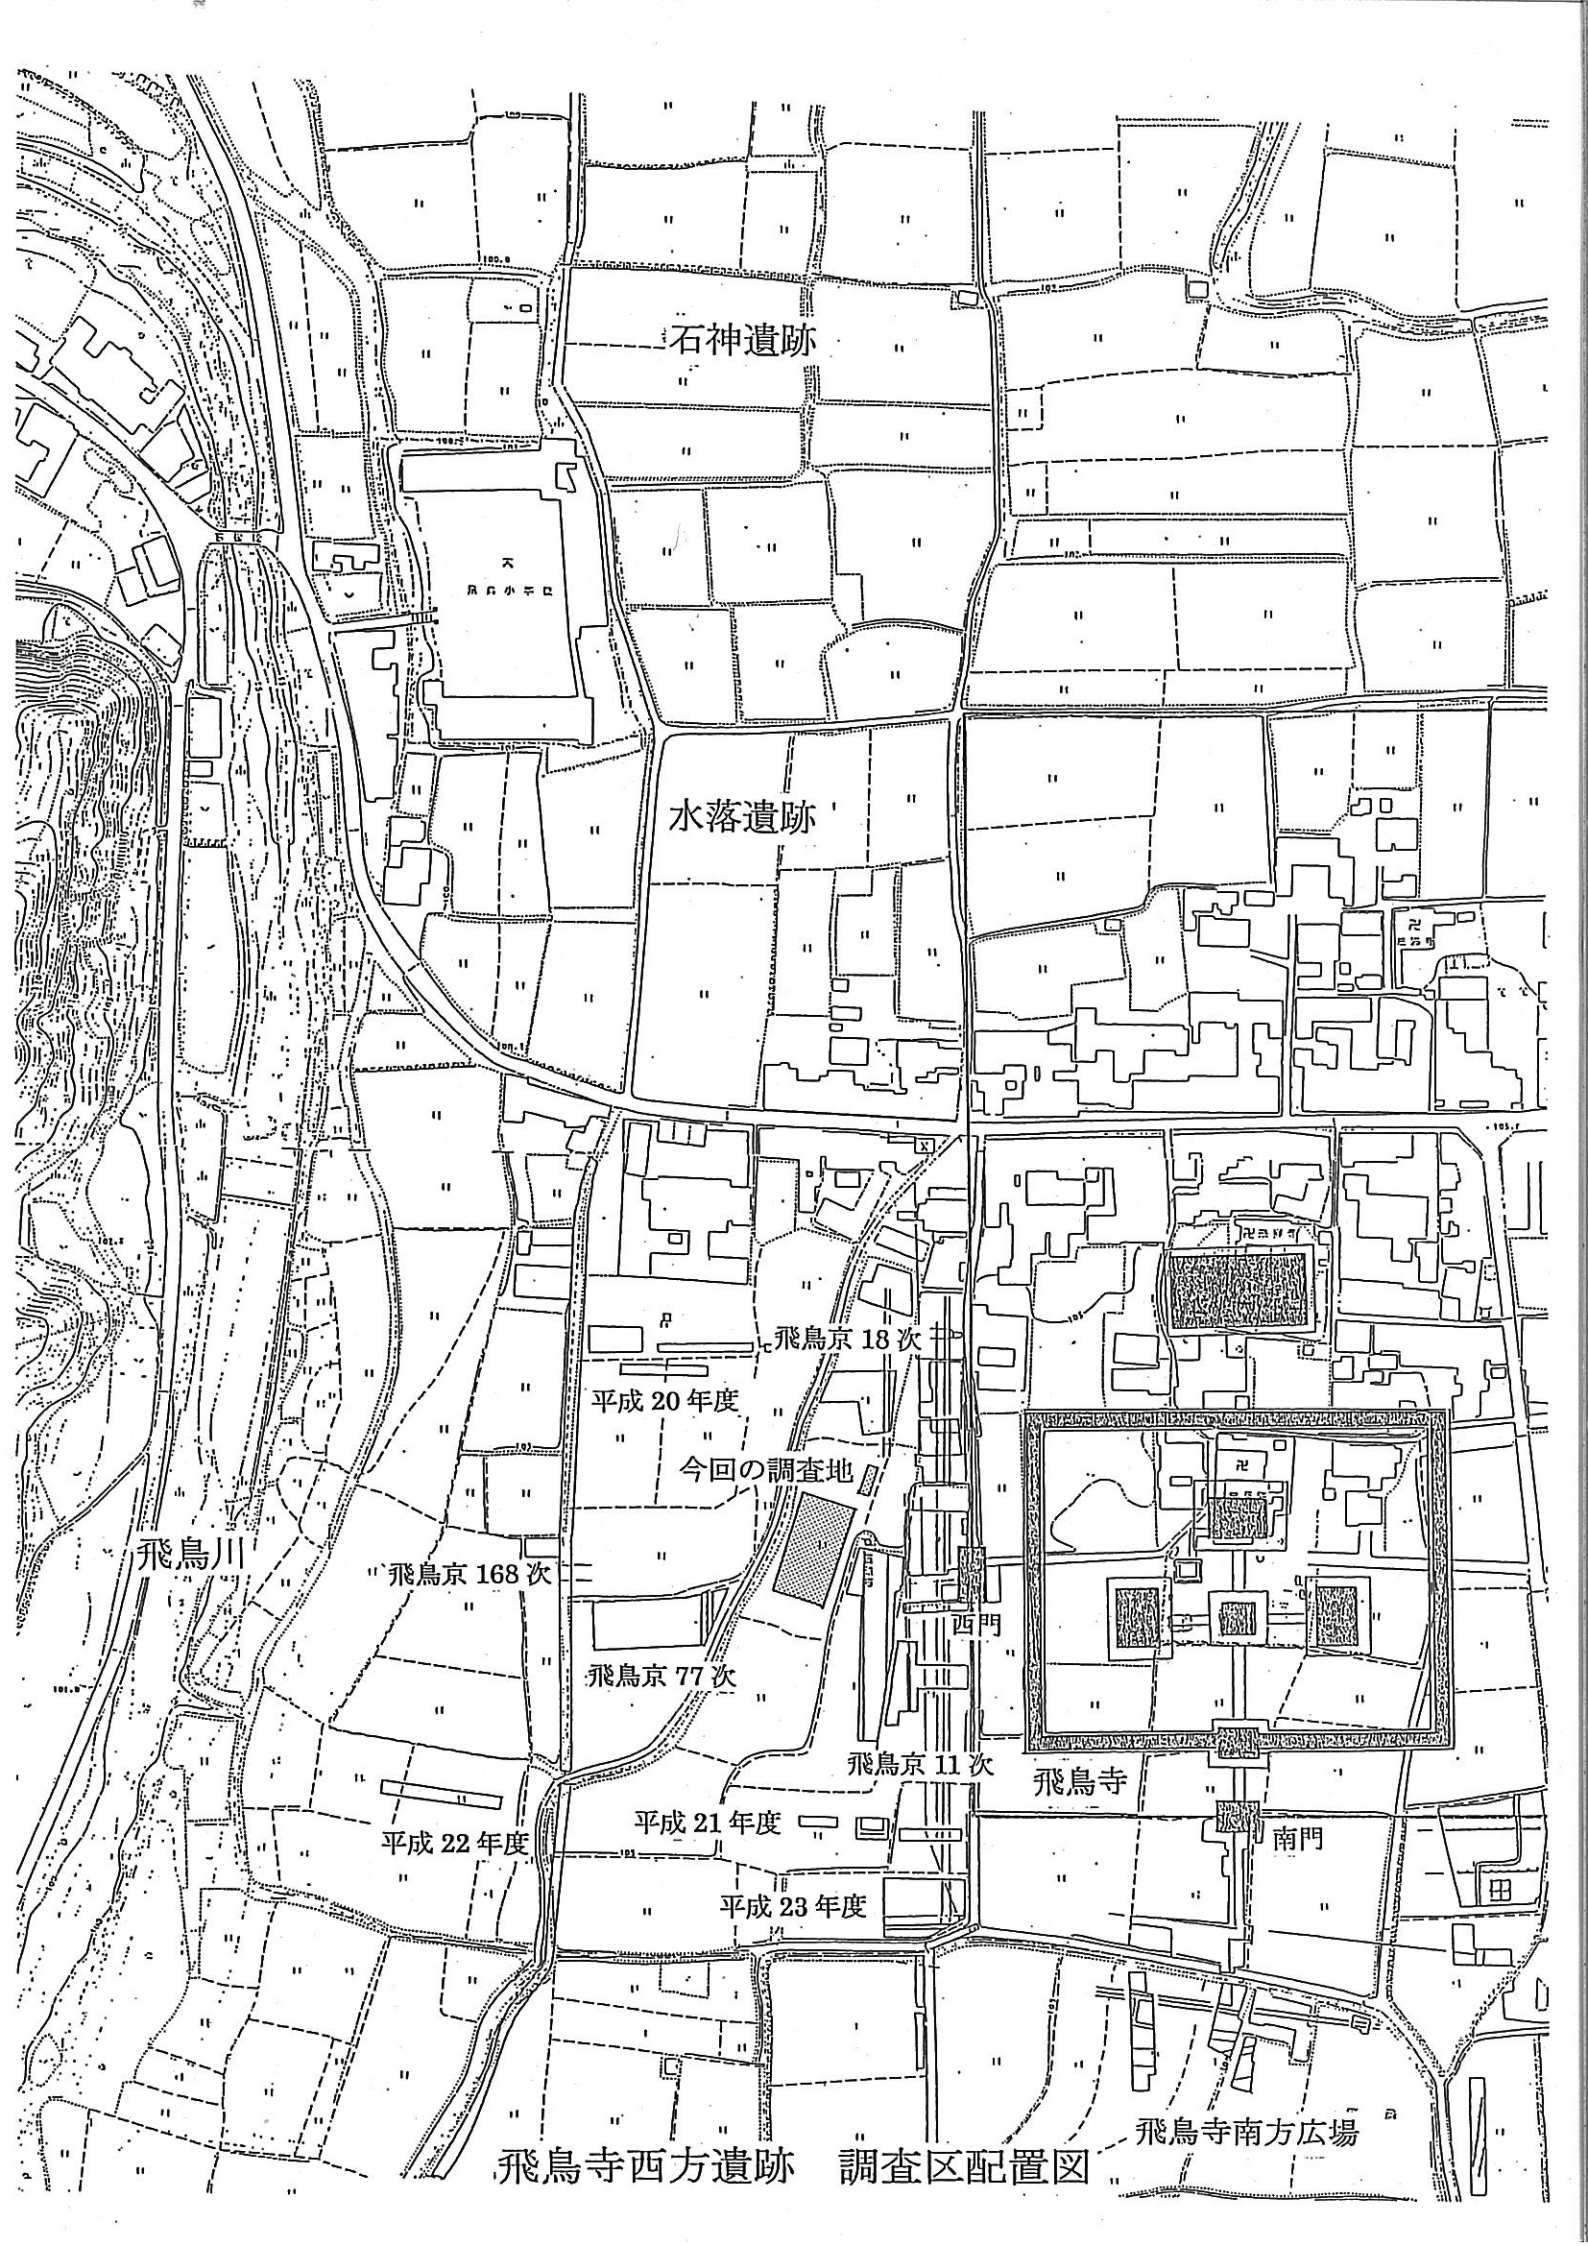 石神遺跡
水落遺跡
飛鳥京 18 次
平成 20 年度
今回の調査地
飛鳥川
飛鳥京 168 次
西門
飛鳥京 77 次
飛鳥京 11 次
飛鳥寺
平成 21 年度
平成 22 年度
南門
平成 23 年度
飛鳥寺南方広場
飛鳥寺西方遺跡　調査区配置図